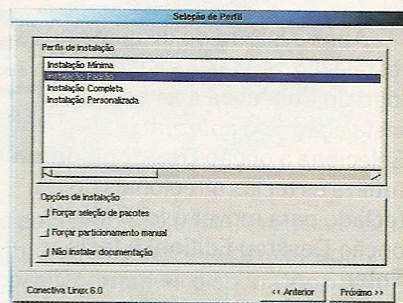 Seleção de Perfil
Perfis de instalação
Instalação Mínima
Instalação Padrão
Instalação Completa
Instalação Personalizada
Opções de instalação
Forçar seleção de pacotes
Forçar particionamento manual
Não instalar documentação
Conectiva Linux 6.0
<< Anterior
Próximo >>